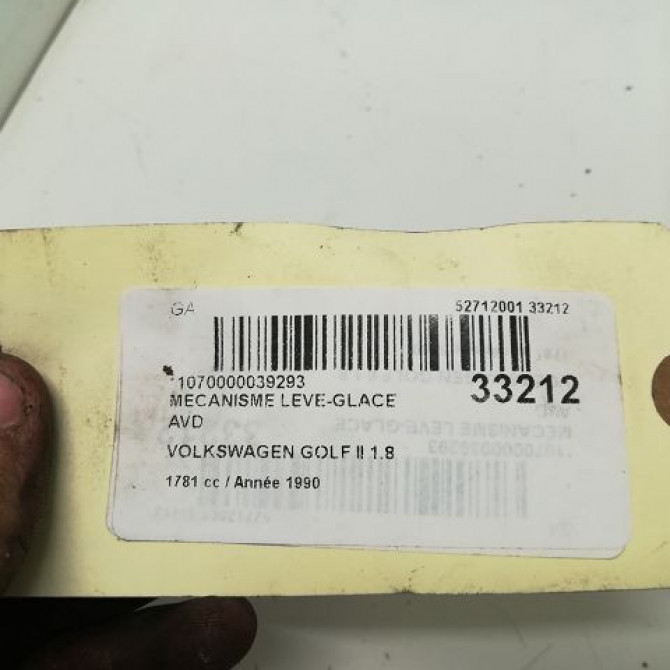 GA 52712001 33212
*1070000039293 33212
MECANISME LEVE-GLACE
AVD
VOLKSWAGEN GOLF II 1.8
1781 cc / Année 1990